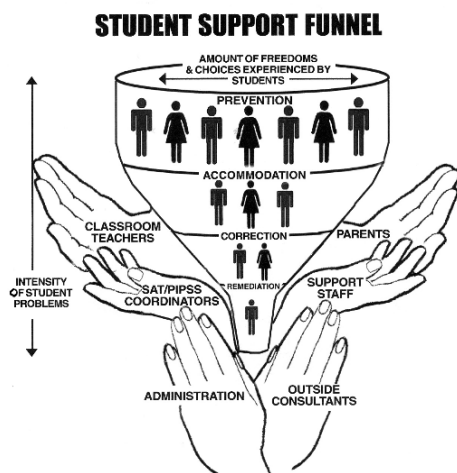 STUDENT SUPPORT FUNNEL
AMOUNT OF FREEDOMS
& CHOICES EXPERIENCED BY
STUDENTS
PREVENTION
ACCOMMODATION
CLASSROOM
TEACHERS
CORRECTION
PARENTS
INTENSITY
OF STUDENT
PROBLEMS
SAT/PIPSS
COORDINATORS
REMEDIATION
SUPPORT
STAFF
ADMINISTRATION
OUTSIDE
CONSULTANTS